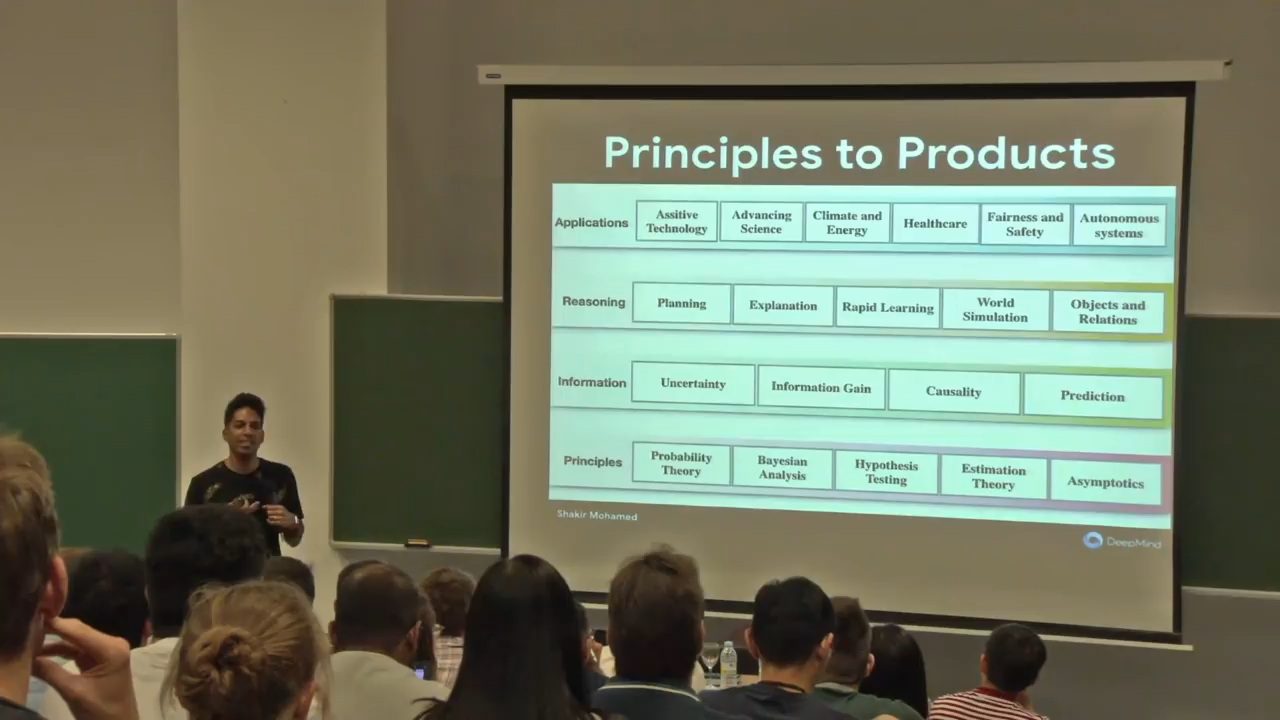 Principles to Products
Applications
Assitive
Technology
Advancing
Science
Climate and
Energy
Healthcare
Fairness and
Safety
Autonomous
systems
Reasoning
Planning
Explanation
Rapid Learning
World
Simulation
Objects and
Relations
Information
Uncertainty
Information Gain
Causality
Prediction
Principles
Probability
Theory
Bayesian
Analysis
Hypothesis
Testing
Estimation
Theory
Asymptotics
Shakir Mohamed
DeepMind